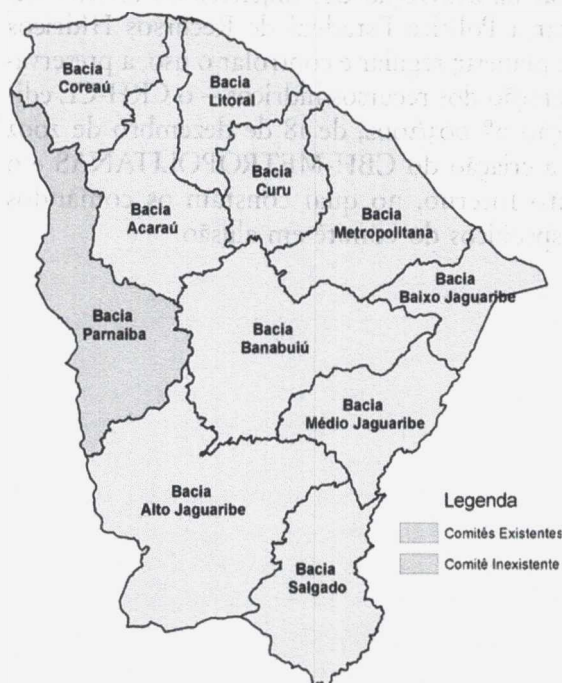 Bacia
Coreaú
Bacia
Litoral
Bacia
Curu
Bacia
Acaraú
Bacia
Metropolitana
Bacia
Baixo Jaguaribe
Bacia
Parnaíba
Bacia
Banabuiú
Bacia
Médio Jaguaribe
Bacia
Alto Jaguaribe
Bacia
Salgado
Legenda
Comitês Existentes
Comitê Inexistente